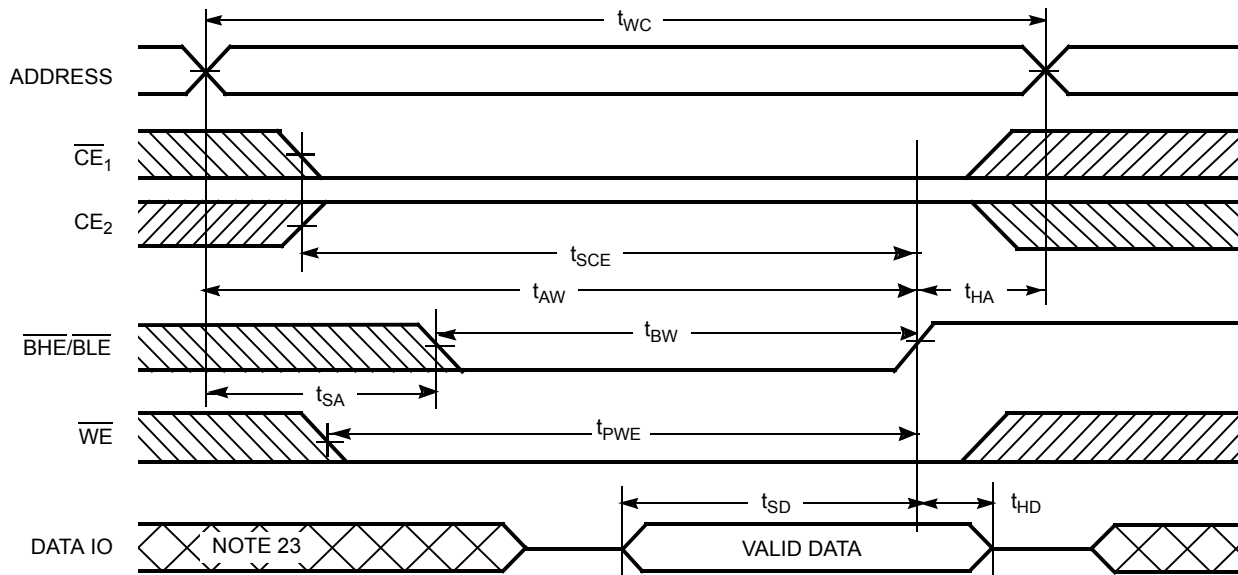 tWC
ADDRESS
CE1
CE2
tSCE
tAW
tHA
BHE/BLE
tBW
tSA
WE
tPWE
tSD
tHD
DATA IO
NOTE 23
VALID DATA